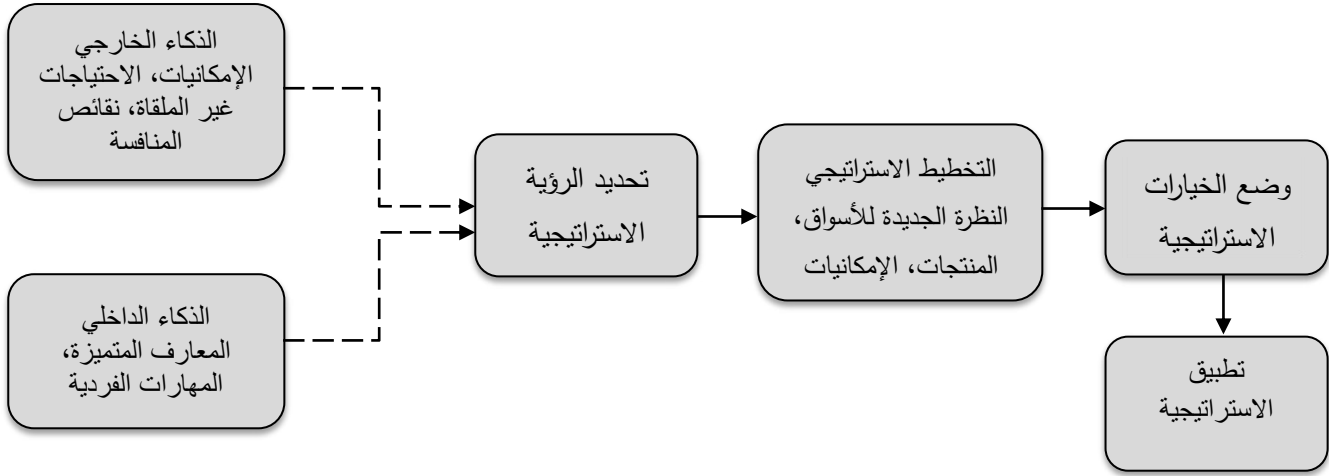 الذكاء الخارجي
الإمكانيات، الاحتياجات
غير الملقاة، نقائص
المنافسة
الذكاء الداخلي
المعارف المتميزة،
المهارات الفردية
تحديد الرؤية
الاستراتيجية
التخطيط الاستراتيجي
النظرة الجديدة للأسواق،
المنتجات، الإمكانيات
وضع الخيارات
الاستراتيجية
تطبيق
الاستراتيجية